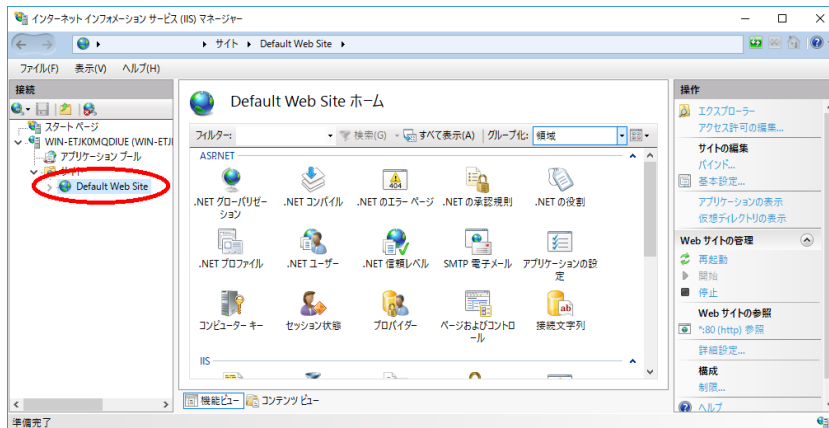 インターネット インフォメーション サービス (IIS) マネージャー
サイト
Default Web Site
ファイル(F) 表示(V) ヘルプ(H)
接続
スタート ページ
WIN-ETJK0MQDIUE (WIN-ETJ
アプリケーション プール
サイト
Default Web Site
Default Web Site ホーム
フィルター: 検索(G) すべて表示(A) グループ化: 領域
ASP.NET
.NET グローバリゼーション
.NET コンパイル
404
.NET のエラー ページ
.NET の承認規則
.NET の役割
.NET プロファイル
.NET ユーザー
.NET 信頼レベル
SMTP 電子メール
アプリケーションの設定
コンピューター キー
セッション状態
プロバイダー
ページおよびコントロール
ab
接続文字列
IIS
機能ビュー コンテンツ ビュー
準備完了
操作
エクスプローラー
アクセス許可の編集...
サイトの編集
バインド...
基本設定...
アプリケーションの表示
仮想ディレクトリの表示
Web サイトの管理
再起動
開始
停止
Web サイトの参照
*:80 (http) 参照
詳細設定...
構成
制限...
ヘルプ